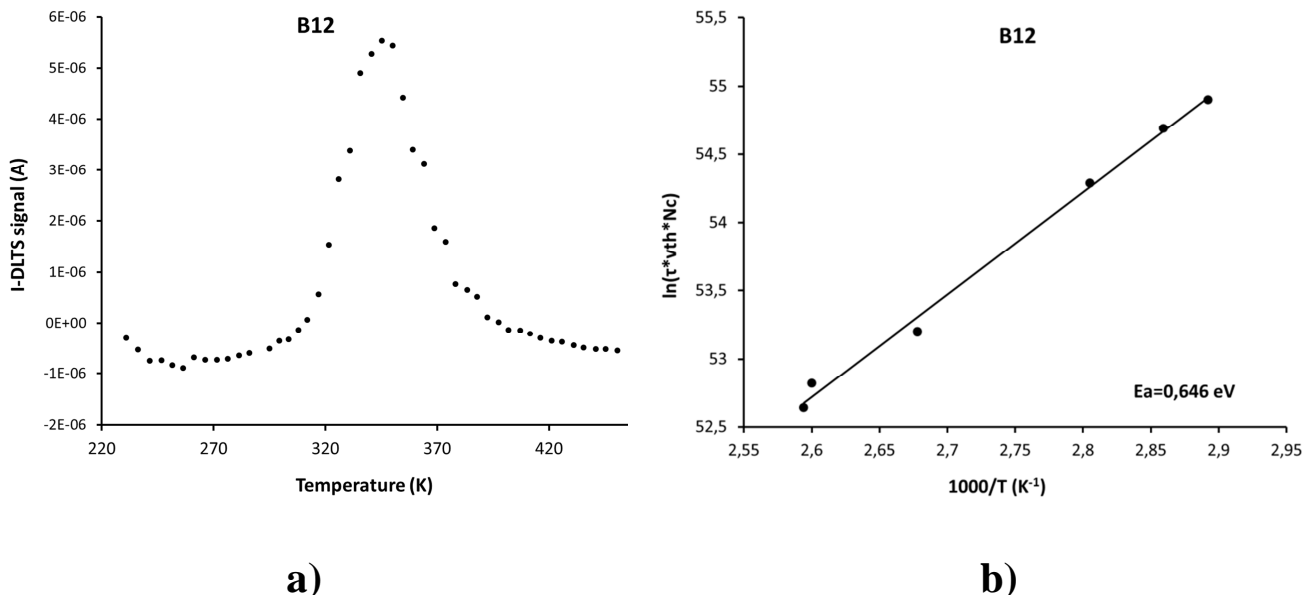 B12
I-DLTS signal (A)
6E-06
5E-06
4E-06
3E-06
2E-06
1E-06
0E+00
-1E-06
-2E-06
220 270 320 370 420
Temperature (K)
a)
B12
ln(τ*vth*Nc)
55,5
55
54,5
54
53,5
53
52,5
Ea=0,646 eV
2,55 2,6 2,65 2,7 2,75 2,8 2,85 2,9 2,95
1000/T (K⁻¹)
b)